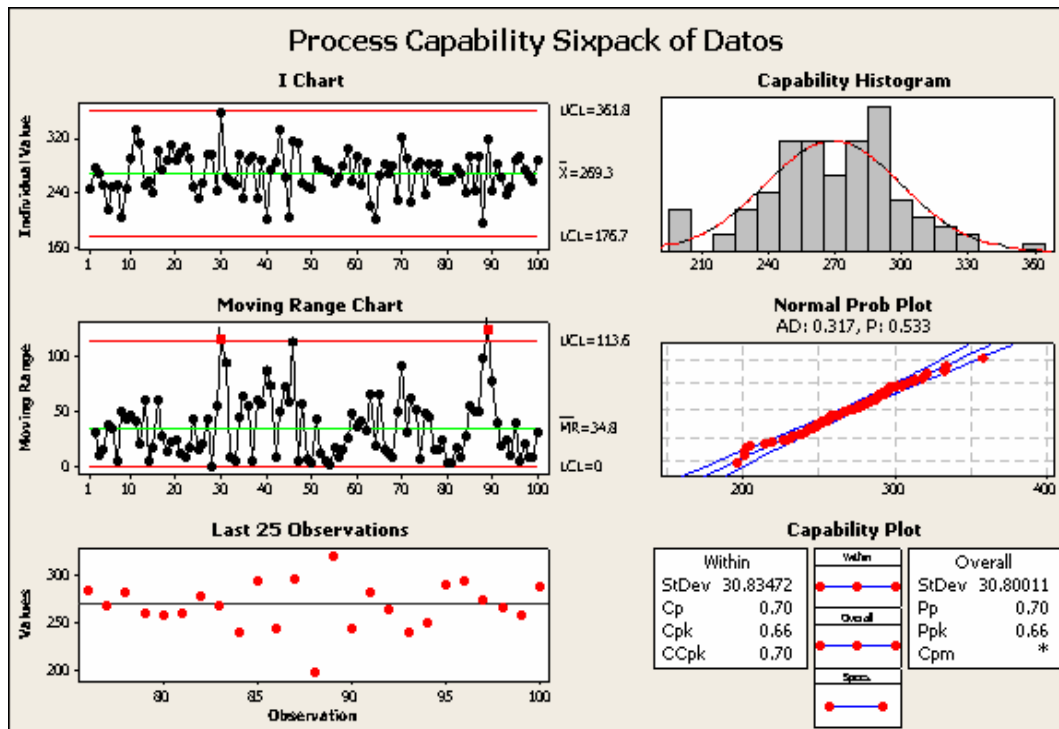 Process Capability Sixpack of Datos
I Chart
Individual Value
320
240
160
1 10 20 30 40 50 60 70 80 90 100
UCL=361.8
X=269.3
LCL=176.7
Capability Histogram
210 240 270 300 330 360
Moving Range Chart
Moving Range
100
50
0
1 10 20 30 40 50 60 70 80 90 100
UCL=113.6
MR=34.8
LCL=0
Normal Prob Plot
AD: 0.317, P: 0.533
200 300 400
Last 25 Observations
Values
300
250
200
80 85 90 95 100
Observation
Capability Plot
Within
StDev 30.83472
Cp 0.70
Cpk 0.66
CCpk 0.70
Within
Overall
Specs
Overall
StDev 30.80011
Pp 0.70
Ppk 0.66
Cpm *